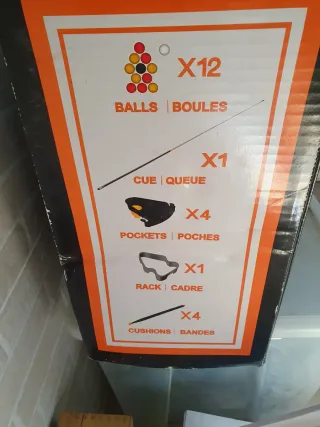 X12
BALLS | BOULES
X1
CUE | QUEUE
X4
POCKETS | POCHES
X1
RACK | CADRE
X4
CUSHIONS | BANDES